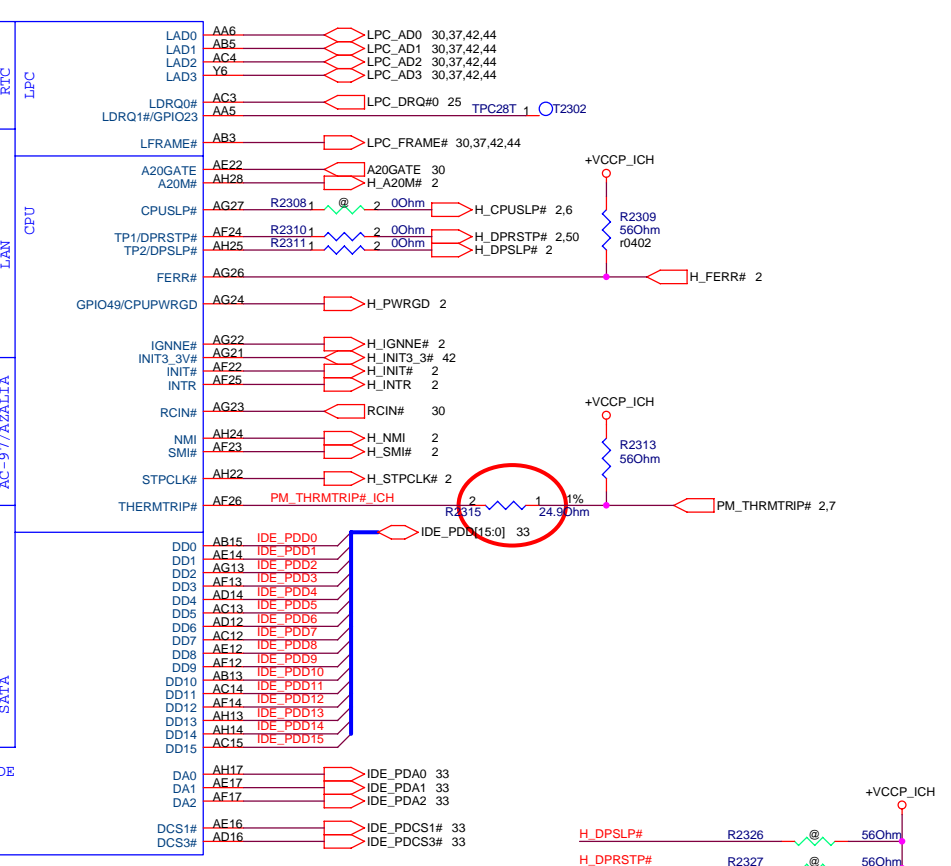 RTC
LPC
LAN
CPU
AC-97/AZALIA
SATA
DE
LAD0 AA6 LPC_AD0 30,37,42,44
LAD1 AB5 LPC_AD1 30,37,42,44
LAD2 AC4 LPC_AD2 30,37,42,44
LAD3 Y6 LPC_AD3 30,37,42,44
LDRQ0# AC3 LPC_DRQ#0 25
LDRQ1#/GPIO23 AA5 TPC28T 1 T2302
LFRAME# AB3 LPC_FRAME# 30,37,42,44
+VCCP_ICH
A20GATE AE22 A20GATE 30
A20M# AH28 H_A20M# 2
CPUSLP# AG27 R2308 1 @ 2 0Ohm H_CPUSLP# 2,6
R2309
56Ohm
r0402
TP1/DPRSTP# AF24 R2310 1 2 0Ohm H_DPRSTP# 2,50
TP2/DPSLP# AH25 R2311 1 2 0Ohm H_DPSLP# 2
FERR# AG26 H_FERR# 2
GPIO49/CPUPWRGD AG24 H_PWRGD 2
IGNNE# AG22 H_IGNNE# 2
INIT3_3V# AG21 H_INIT3_3# 42
INIT# AF22 H_INIT# 2
INTR AF25 H_INTR 2
+VCCP_ICH
RCIN# AG23 RCIN# 30
NMI AH24 H_NMI 2
SMI# AF23 H_SMI# 2
R2313
56Ohm
STPCLK# AH22 H_STPCLK# 2
THERMTRIP# AF26 PM_THRMTRIP#_ICH 2 1 1% PM_THRMTRIP# 2,7
R2315 24.9Ohm
IDE_PDD[15:0] 33
DD0 AB15 IDE_PDD0
DD1 AE14 IDE_PDD1
DD2 AG13 IDE_PDD2
DD3 AF13 IDE_PDD3
DD4 AD14 IDE_PDD4
DD5 AC13 IDE_PDD5
DD6 AD12 IDE_PDD6
DD7 AC12 IDE_PDD7
DD8 AE12 IDE_PDD8
DD9 AF12 IDE_PDD9
DD10 AB13 IDE_PDD10
DD11 AC14 IDE_PDD11
DD12 AF14 IDE_PDD12
DD13 AH13 IDE_PDD13
DD14 AH14 IDE_PDD14
DD15 AC15 IDE_PDD15
DA0 AH17 IDE_PDA0 33
DA1 AE17 IDE_PDA1 33
DA2 AF17 IDE_PDA2 33
+VCCP_ICH
DCS1# AE16 IDE_PDCS1# 33
DCS3# AD16 IDE_PDCS3# 33
H_DPSLP# R2326 @ 56Ohm
H_DPRSTP# R2327 @ 56Ohm